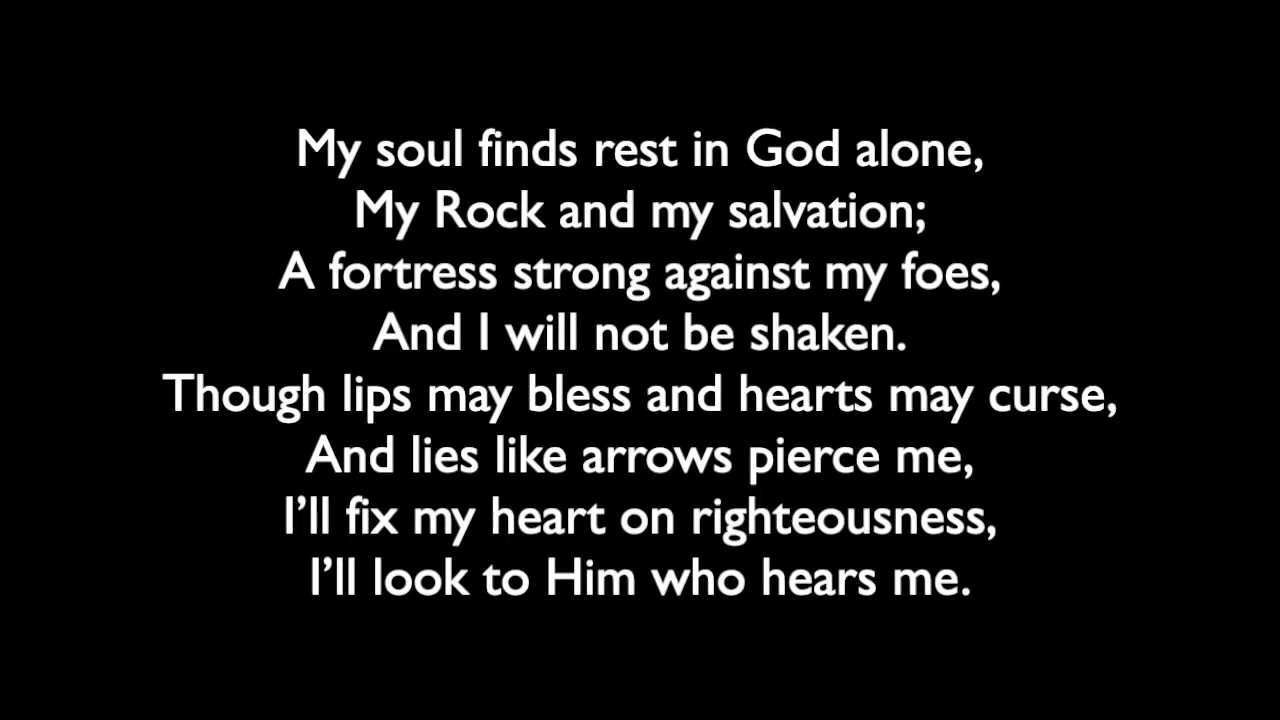 My soul finds rest in God alone,
My Rock and my salvation;
A fortress strong against my foes,
And I will not be shaken.
Though lips may bless and hearts may curse,
And lies like arrows pierce me,
I’ll fix my heart on righteousness,
I’ll look to Him who hears me.